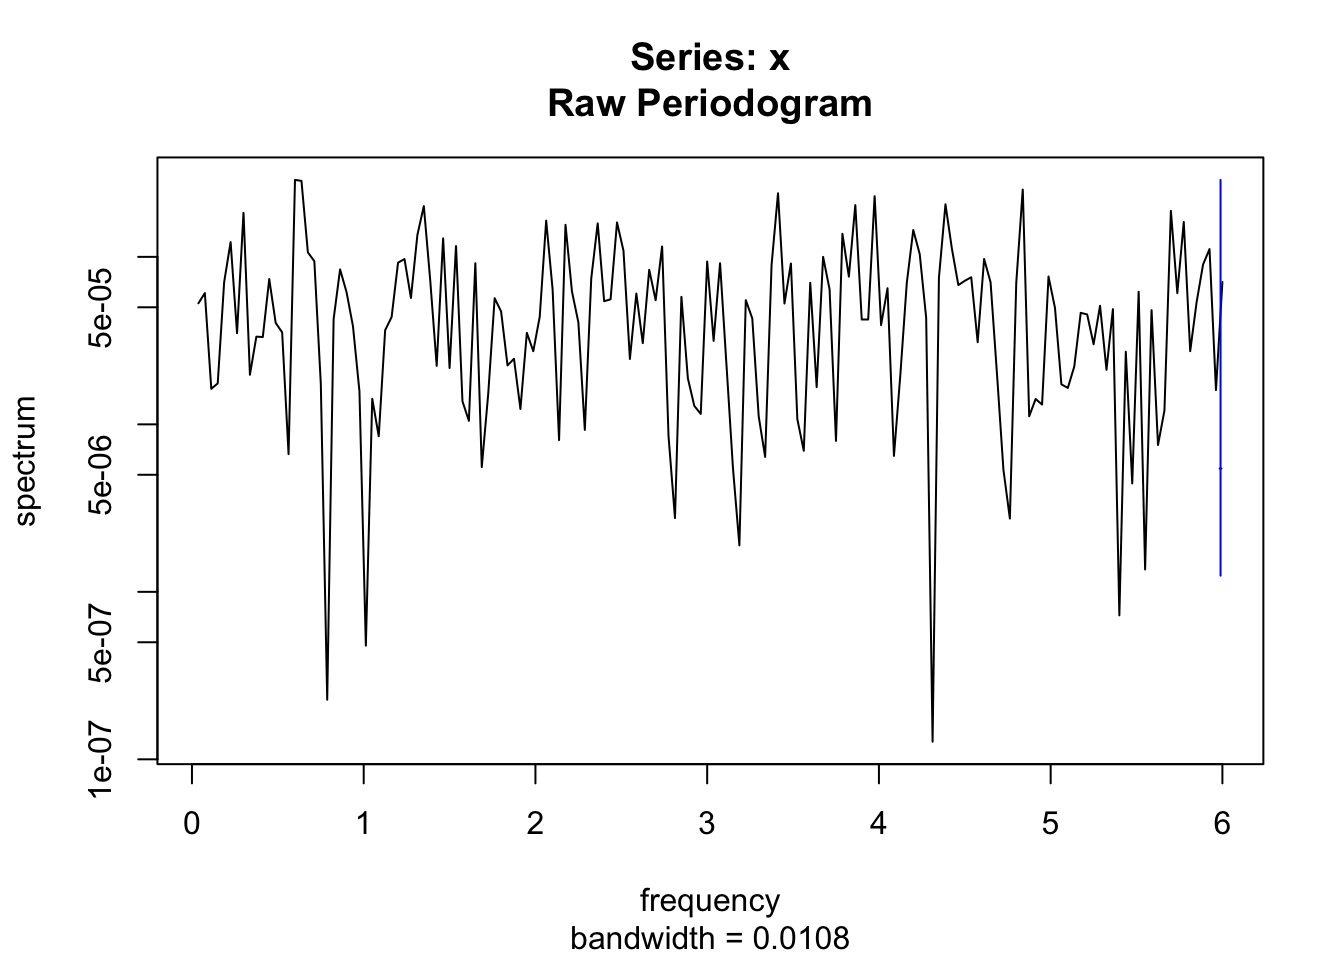 Series: x
Raw Periodogram
spectrum
5e-05
5e-06
5e-07
1e-07
0 1 2 3 4 5 6
frequency
bandwidth = 0.0108